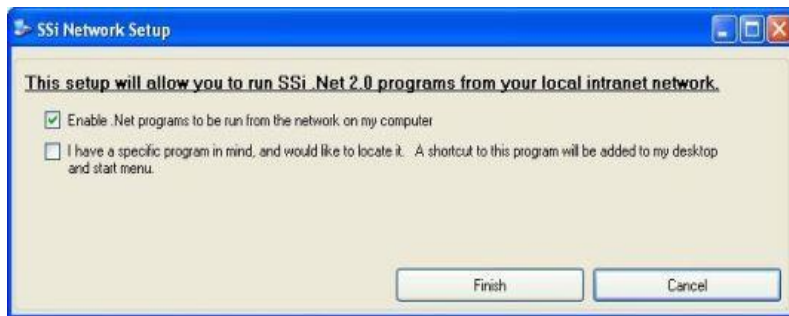 SSi Network Setup
This setup will allow you to run SSi .Net 2.0 programs from your local intranet network.
Enable .Net programs to be run from the network on my computer
I have a specific program in mind, and would like to locate it. A shortcut to this program will be added to my desktop
and start menu.
Finish
Cancel